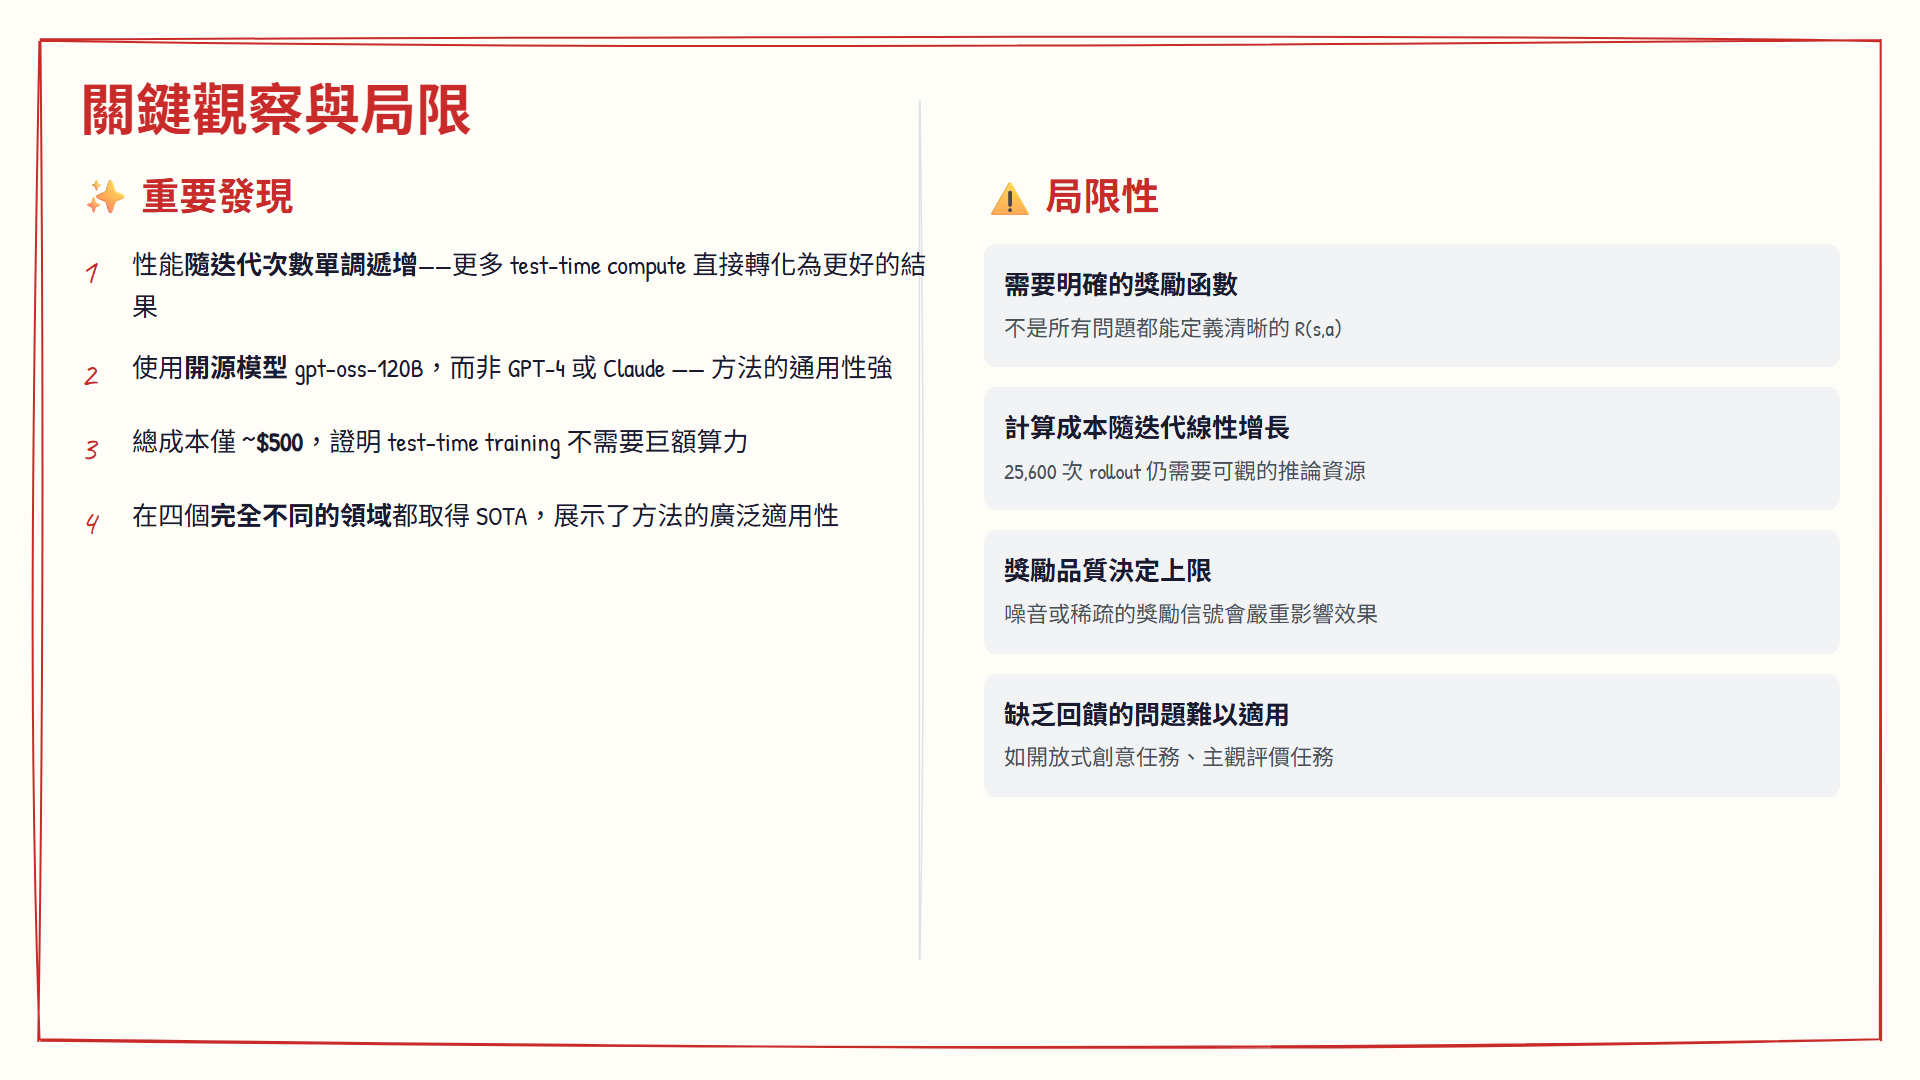 關鍵觀察與局限
✨ 重要發現
1 性能隨迭代次數單調遞增——更多 test-time compute 直接轉化為更好的結
果
2 使用開源模型 gpt-oss-120B,而非 GPT-4 或 Claude —— 方法的通用性強
3 總成本僅 ~$500,證明 test-time training 不需要巨額算力
4 在四個完全不同的領域都取得 SOTA,展示了方法的廣泛適用性
⚠️ 局限性
需要明確的獎勵函數
不是所有問題都能定義清晰的 R(s,a)
計算成本隨迭代線性增長
25,600 次 rollout 仍需要可觀的推論資源
獎勵品質決定上限
噪音或稀疏的獎勵信號會嚴重影響效果
缺乏回饋的問題難以適用
如開放式創意任務、主觀評價任務